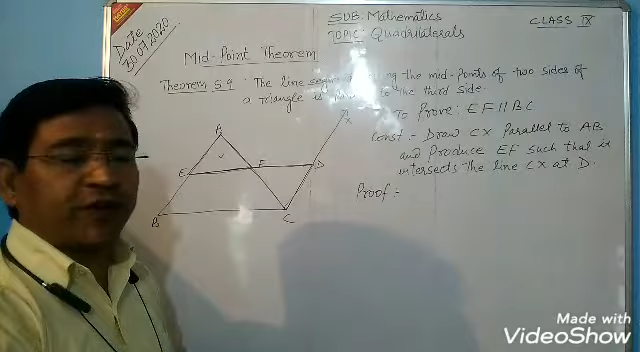 SUB. Mathematics
CLASS IX
TOPIC: Quadrilaterals
Date
30.07.2020
Mid-Point Theorem
Theorem 5.9 : The line the mid-points of two sides of
a triangle is to the third side.
To Prove: EF || BC
Const - Draw CX Parallel to AB
and Produce EF such that it
intersects the line CX at D.
Proof :-
A
X
E
F
D
B
C
Made with
VideoShow